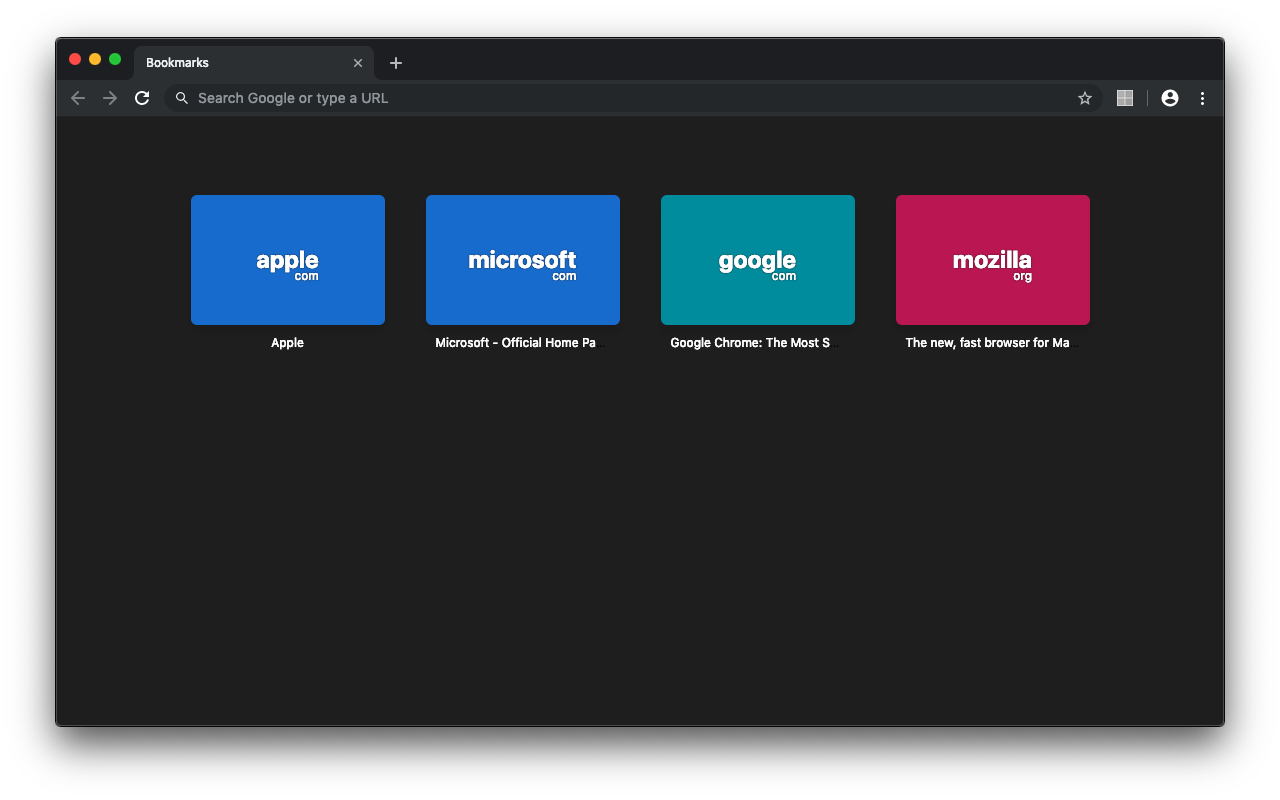 Bookmarks
Search Google or type a URL
apple
com
microsoft
com
google
com
mozilla
org
Apple
Microsoft - Official Home Pa...
Google Chrome: The Most S...
The new, fast browser for Ma...